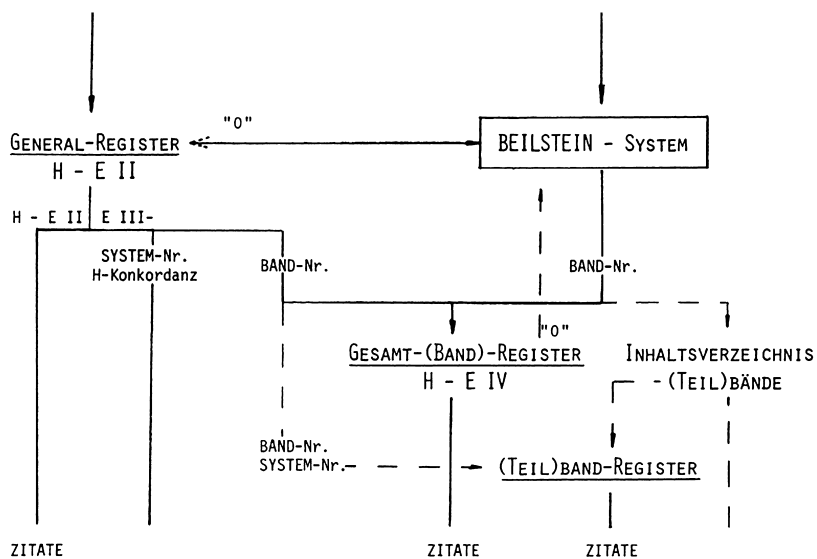 "0"
GENERAL-REGISTER
BEILSTEIN - SYSTEM
H - E II
H - E II E III-
SYSTEM-Nr.
H-Konkordanz
BAND-Nr.
BAND-Nr.
"0"
GESAMT-(BAND)-REGISTER
H - E IV
INHALTSVERZEICHNIS
-(TEIL)BÄNDE
BAND-Nr.
SYSTEM-Nr.
(TEIL)BAND-REGISTER
ZITATE
ZITATE
ZITATE